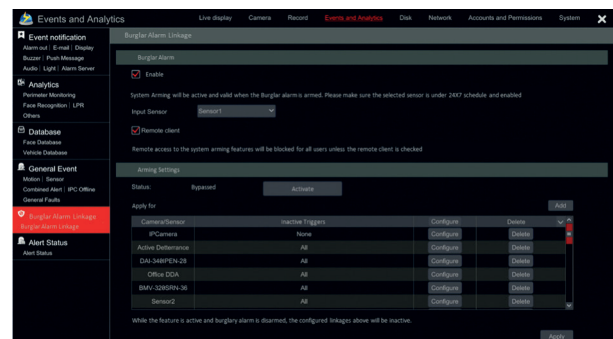 Events and Analytics
Live display Camera Record Events and Analytics Disk Network Accounts and Permissions System
Event notification
Alarm out | E-mail | Display
Buzzer | Push Message
Audio | Light | Alarm Server
Analytics
Perimeter Monitoring
Face Recognition | LPR
Others
Database
Face Database
Vehicle Database
General Event
Motion | Sensor
Combined Alert | IPC Offline
General Faults
Burglar Alarm Linkage
Burglar Alarm Linkage
Alert Status
Alert Status
Burglar Alarm Linkage
Burglar Alarm
Enable
System Arming will be active and valid when the Burglar alarm is armed. Please make sure the selected sensor is under 24X7 schedule and enabled
Input Sensor Sensor1
Remote client
Remote access to the system arming features will be blocked for all users unless the remote client is checked
Arming Settings
Status: Bypassed Activate
Apply for Add
Camera/Sensor Inactive Triggers Configure Delete
IPCamera None Configure Delete
Active Deterrance All Configure Delete
DAI-348IPEN-28 All Configure Delete
Office DDA All Configure Delete
BMV-328SRN-36 All Configure Delete
Sensor2 All Configure Delete
While the feature is active and burglary alarm is disarmed, the configured linkages above will be inactive.
Apply